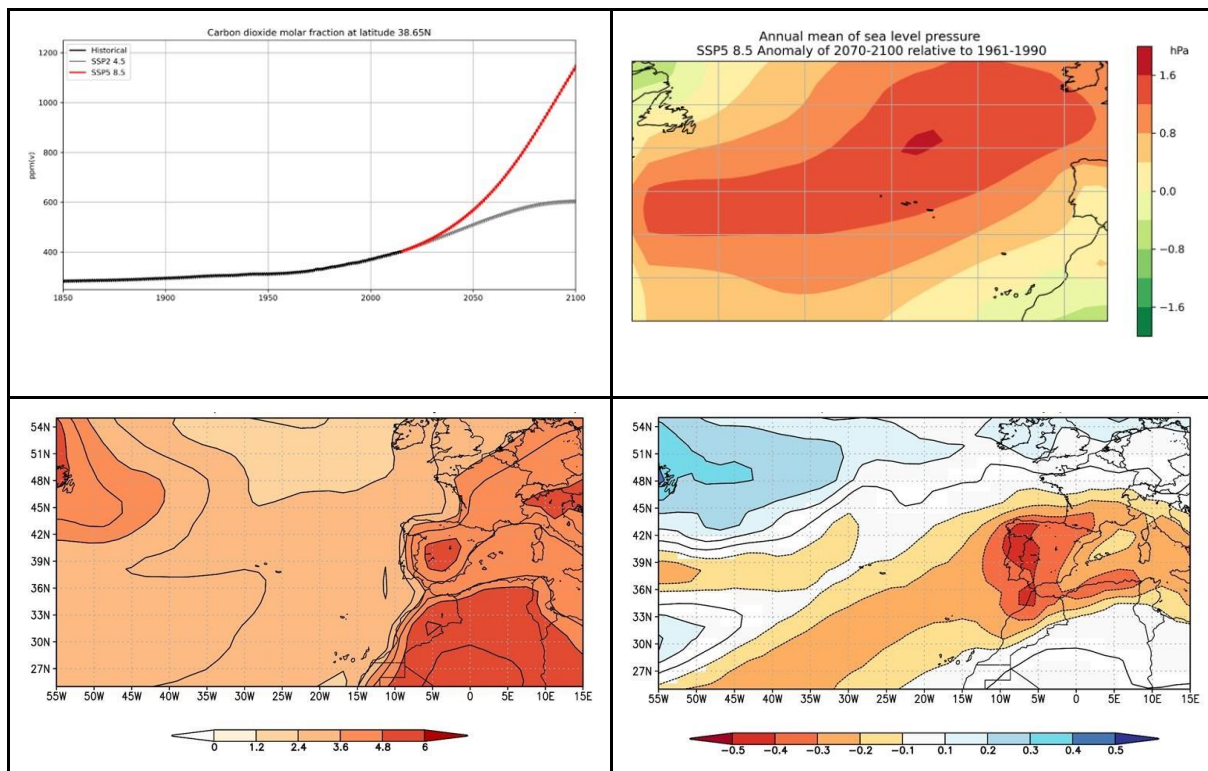 Carbon dioxide molar fraction at latitude 38.65N
Historical
SSP2 4.5
SSP5 8.5
ppm(v)
1200
1000
800
600
400
1850 1900 1950 2000 2050 2100
Annual mean of sea level pressure
SSP5 8.5 Anomaly of 2070-2100 relative to 1961-1990
hPa
1.6
0.8
0.0
−0.8
−1.6
54N
51N
48N
45N
42N
39N
36N
33N
30N
27N
55W 50W 45W 40W 35W 30W 25W 20W 15W 10W 5W 0 5E 10E 15E
0 1.2 2.4 3.6 4.8 6
54N
51N
48N
45N
42N
39N
36N
33N
30N
27N
55W 50W 45W 40W 35W 30W 25W 20W 15W 10W 5W 0 5E 10E 15E
−0.5 −0.4 −0.3 −0.2 −0.1 0.1 0.2 0.3 0.4 0.5